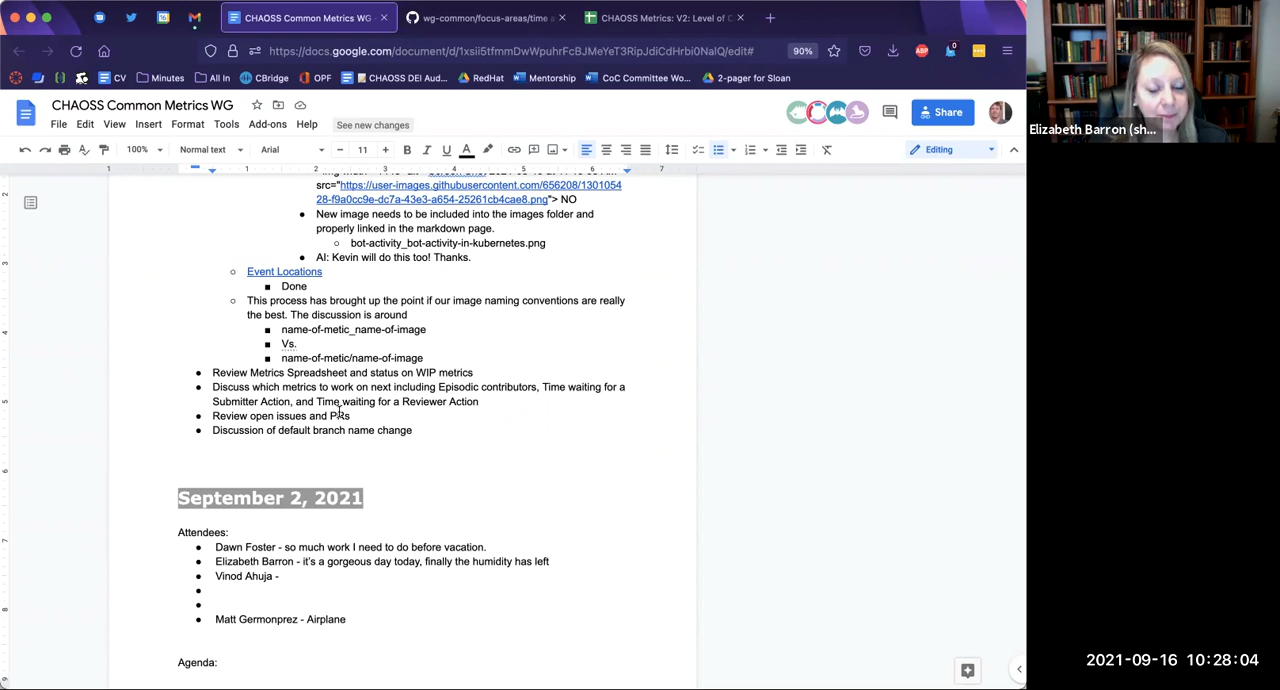 CHAOSS Common Metrics WG
wg-common/focus-areas/time a
CHAOSS Metrics: V2: Level of C
https://docs.google.com/document/d/1xsii5tfmmDwWpuhrFcBJMeYeT3RipJdiCdHrbi0NalQ/edit#
90%
CV
Minutes
All In
CBridge
OPF
CHAOSS DEI Aud...
RedHat
Mentorship
CoC Committee Wo...
2-pager for Sloan
CHAOSS Common Metrics WG
File Edit View Insert Format Tools Add-ons Help
See new changes
Share
100%
Normal text
Arial
11
Editing
src="https://user-images.githubusercontent.com/656208/1301054
28-f9a0cc9e-dc7a-43e3-a654-25261cb4cae8.png"> NO
New image needs to be included into the images folder and
properly linked in the markdown page.
bot-activity_bot-activity-in-kubernetes.png
AI: Kevin will do this too! Thanks.
Event Locations
Done
This process has brought up the point if our image naming conventions are really
the best. The discussion is around
name-of-metic_name-of-image
Vs.
name-of-metic/name-of-image
Review Metrics Spreadsheet and status on WIP metrics
Discuss which metrics to work on next including Episodic contributors, Time waiting for a
Submitter Action, and Time waiting for a Reviewer Action
Review open issues and PRs
Discussion of default branch name change
September 2, 2021
Attendees:
Dawn Foster - so much work I need to do before vacation.
Elizabeth Barron - it's a gorgeous day today, finally the humidity has left
Vinod Ahuja -
Matt Germonprez - Airplane
Agenda:
Elizabeth Barron (sh...
2021-09-16 10:28:04